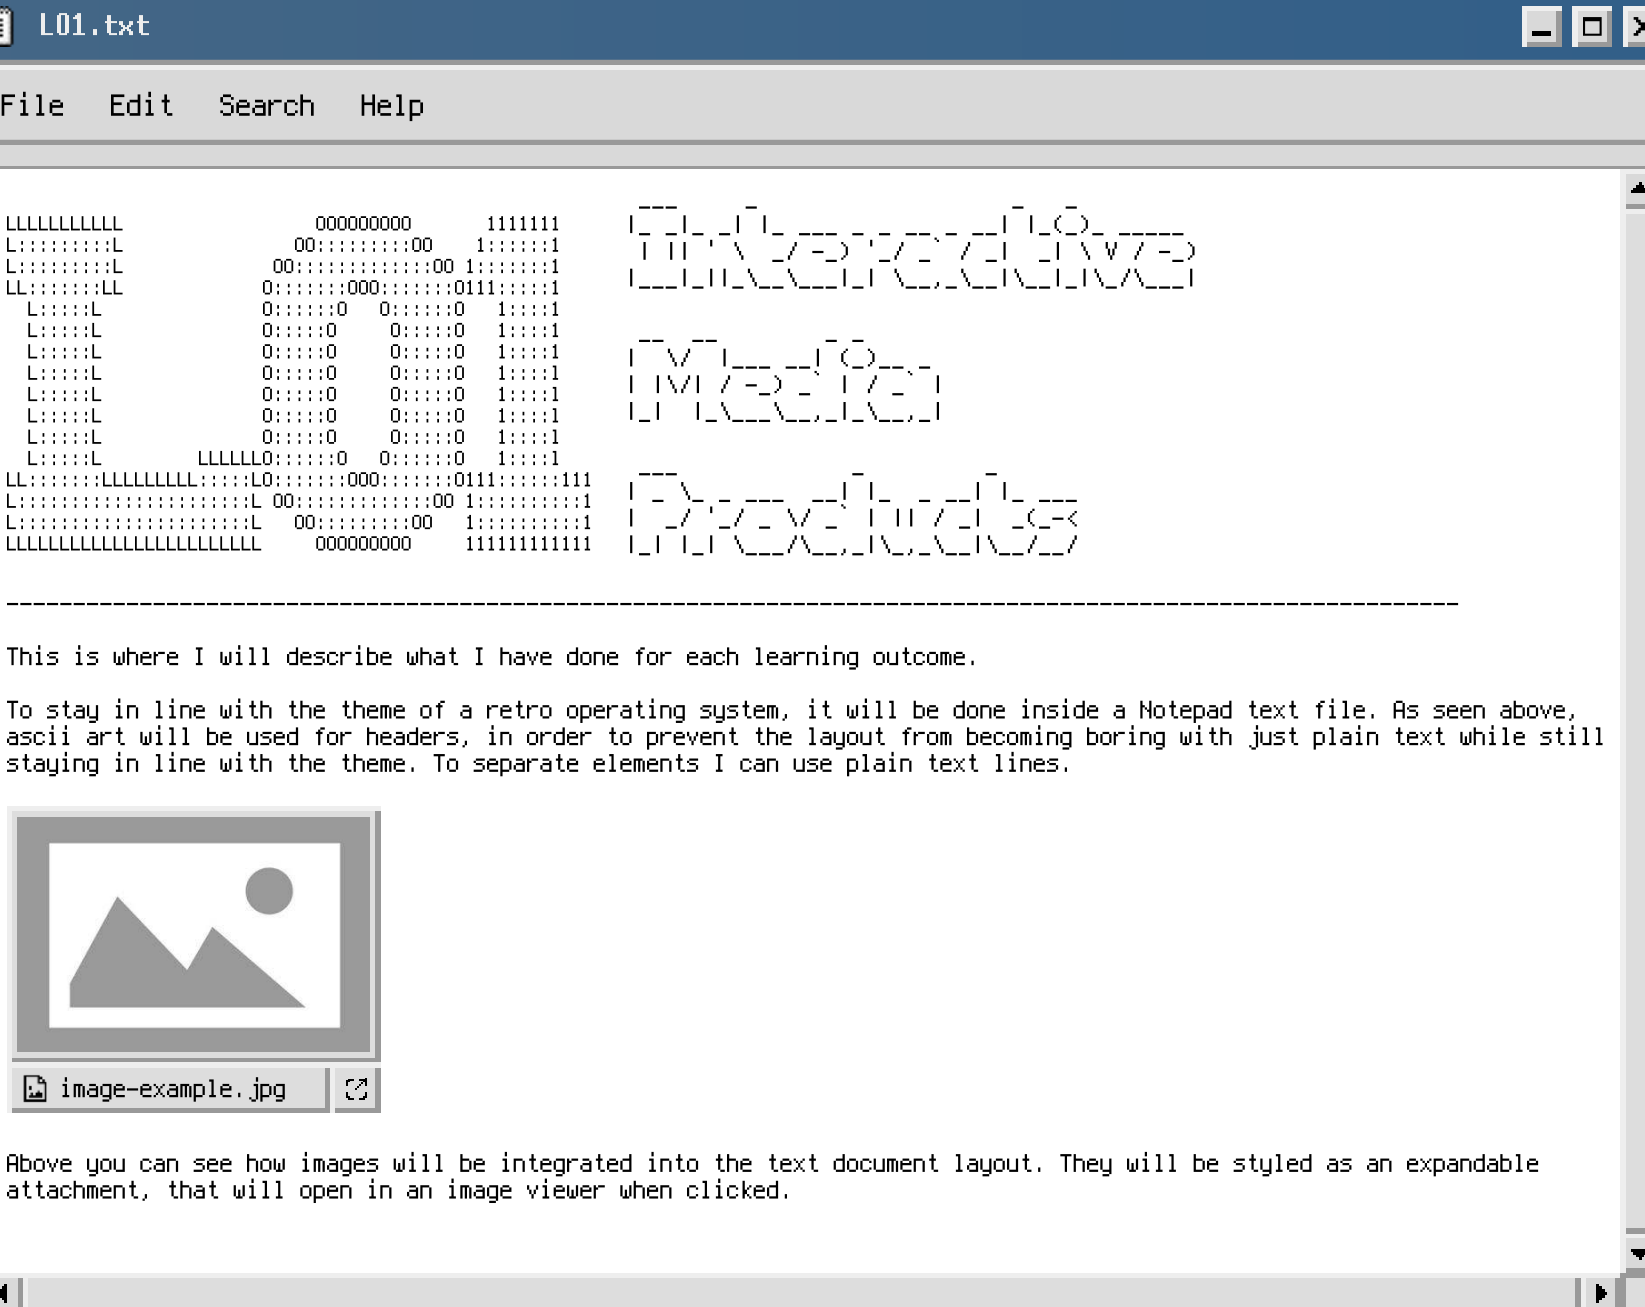 L01.txt
File Edit Search Help
L01
Interactive
Media
Products
This is where I will describe what I have done for each learning outcome.
To stay in line with the theme of a retro operating system, it will be done inside a Notepad text file. As seen above,
ascii art will be used for headers, in order to prevent the layout from becoming boring with just plain text while still
staying in line with the theme. To separate elements I can use plain text lines.
image-example.jpg
Above you can see how images will be integrated into the text document layout. They will be styled as an expandable
attachment, that will open in an image viewer when clicked.